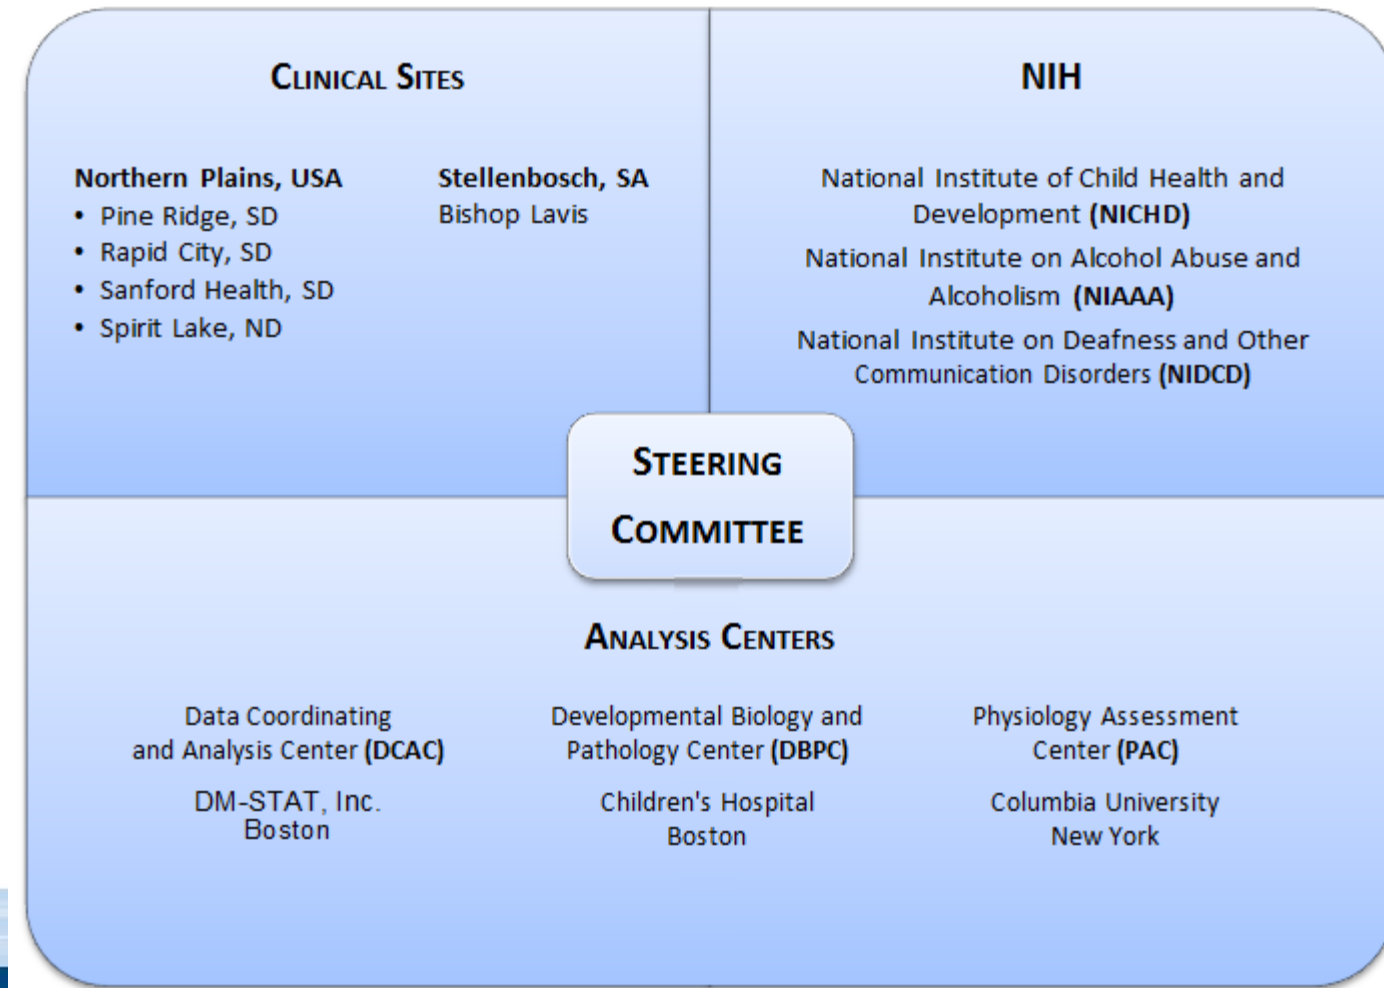 CLINICAL SITES
Northern Plains, USA
• Pine Ridge, SD
• Rapid City, SD
• Sanford Health, SD
• Spirit Lake, ND
Stellenbosch, SA
Bishop Lavis
NIH
National Institute of Child Health and
Development (NICHD)
National Institute on Alcohol Abuse and
Alcoholism (NIAAA)
National Institute on Deafness and Other
Communication Disorders (NIDCD)
STEERING
COMMITTEE
ANALYSIS CENTERS
Data Coordinating
and Analysis Center (DCAC)
DM-STAT, Inc.
Boston
Developmental Biology and
Pathology Center (DBPC)
Children's Hospital
Boston
Physiology Assessment
Center (PAC)
Columbia University
New York